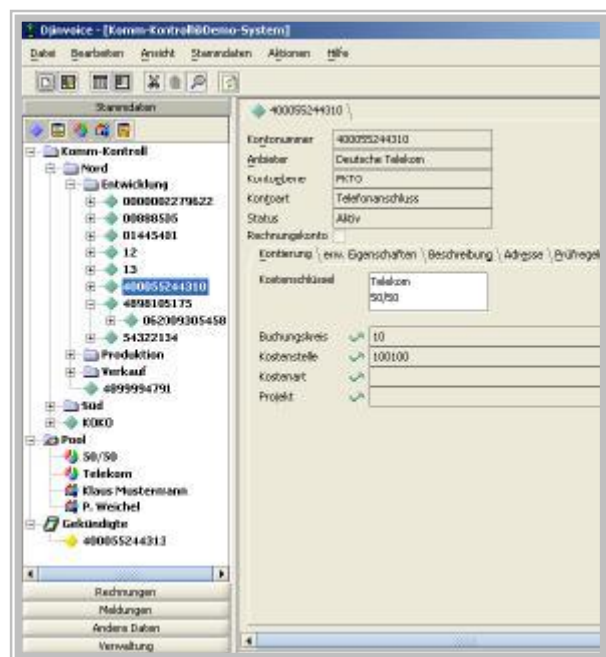 Djinvoice - [Komm-Kontroll@Demo-System]
Datei Bearbeiten Ansicht Stammdaten Aktionen Hilfe
Stammdaten
Komm-Kontroll
Nord
Entwicklung
0000002279622
00888505
01445401
12
13
400055244310
4898105175
062009305458
54322134
Produktion
Verkauf
4899994791
Süd
KOKO
Pool
50/50
Telekom
Klaus Mustermann
P. Weichel
Gekündigte
400055244313
Rechnungen
Meldungen
Andere Daten
Verwaltung
400055244310
Kontonummer 400055244310
Anbieter Deutsche Telekom
Kontoebene PKTO
Kontoart Telefonanschluss
Status Aktiv
Rechnungskonto
Kontierung \ erw. Eigenschaften \ Beschreibung \ Adresse \ Prüfregel
Kostenschlüssel Telekom
50/50
Buchungskreis 10
Kostenstelle 100100
Kostenart
Projekt